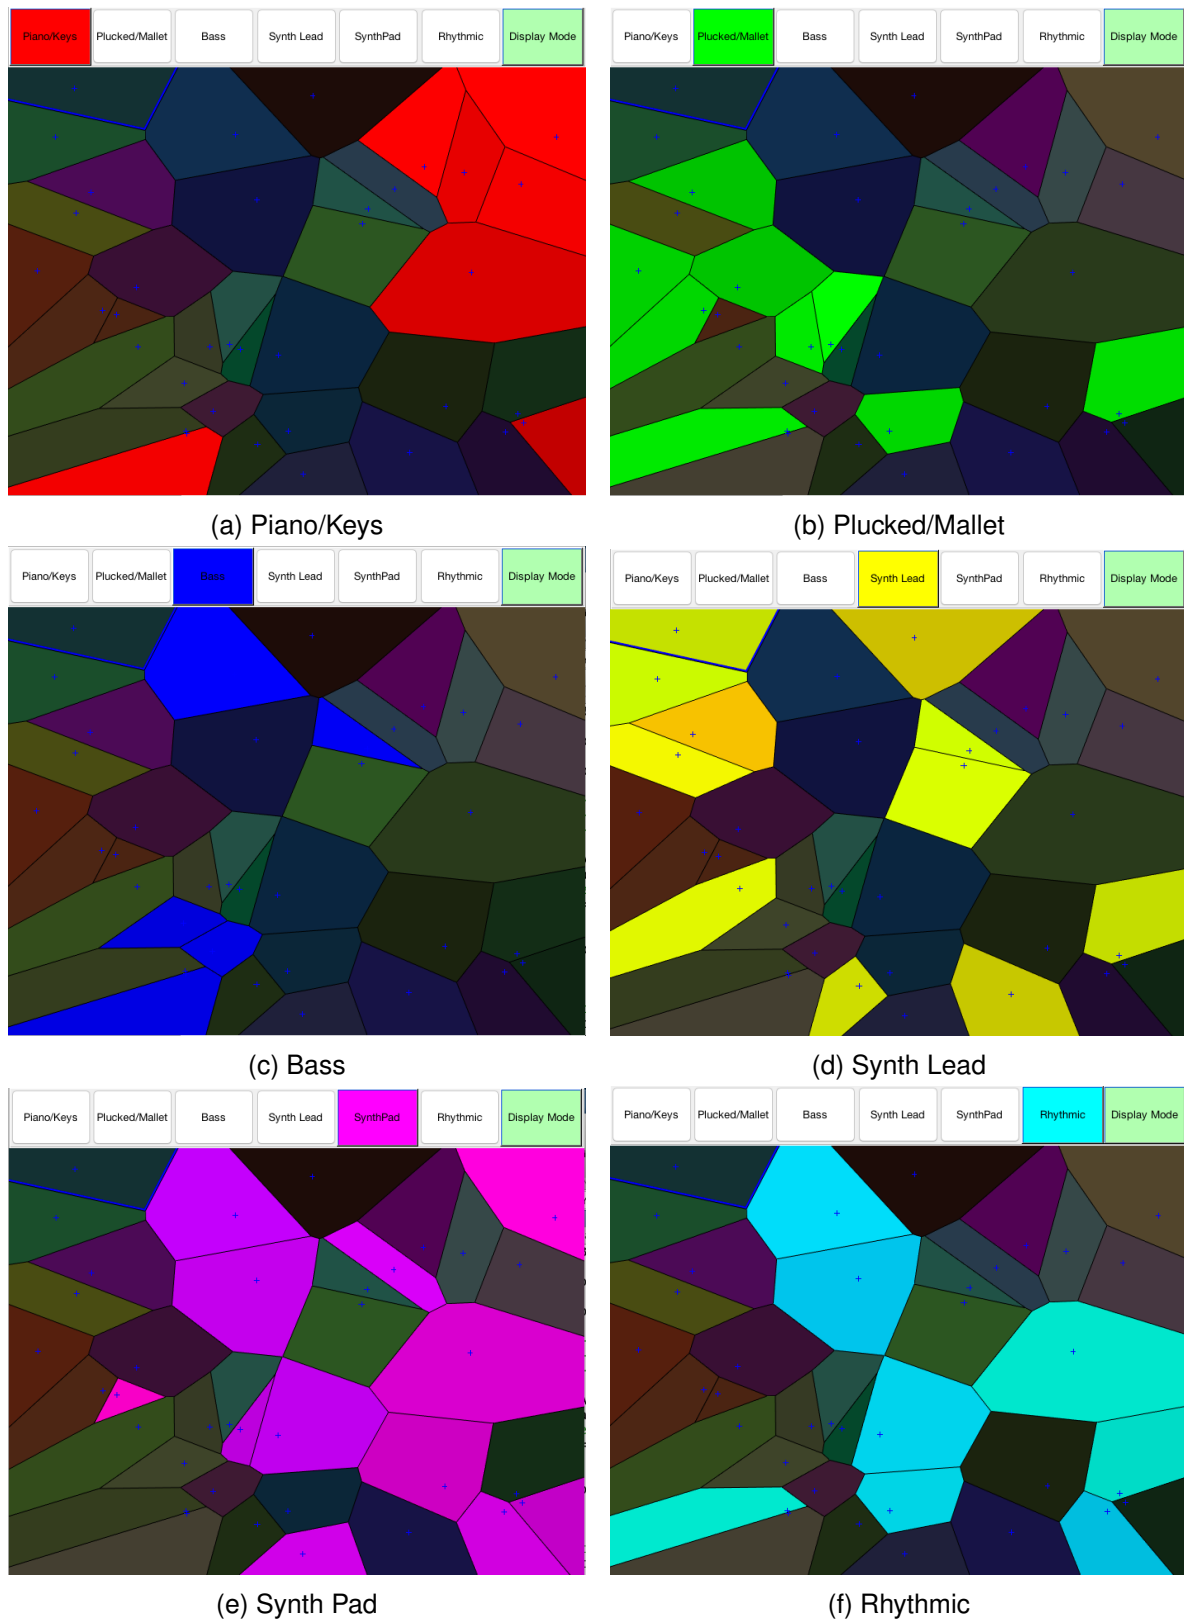 Piano/Keys Plucked/Mallet Bass Synth Lead SynthPad Rhythmic Display Mode
Piano/Keys Plucked/Mallet Bass Synth Lead SynthPad Rhythmic Display Mode
(a) Piano/Keys
(b) Plucked/Mallet
Piano/Keys Plucked/Mallet Bass Synth Lead SynthPad Rhythmic Display Mode
Piano/Keys Plucked/Mallet Bass Synth Lead SynthPad Rhythmic Display Mode
(c) Bass
(d) Synth Lead
Piano/Keys Plucked/Mallet Bass Synth Lead SynthPad Rhythmic Display Mode
Piano/Keys Plucked/Mallet Bass Synth Lead SynthPad Rhythmic Display Mode
(e) Synth Pad
(f) Rhythmic